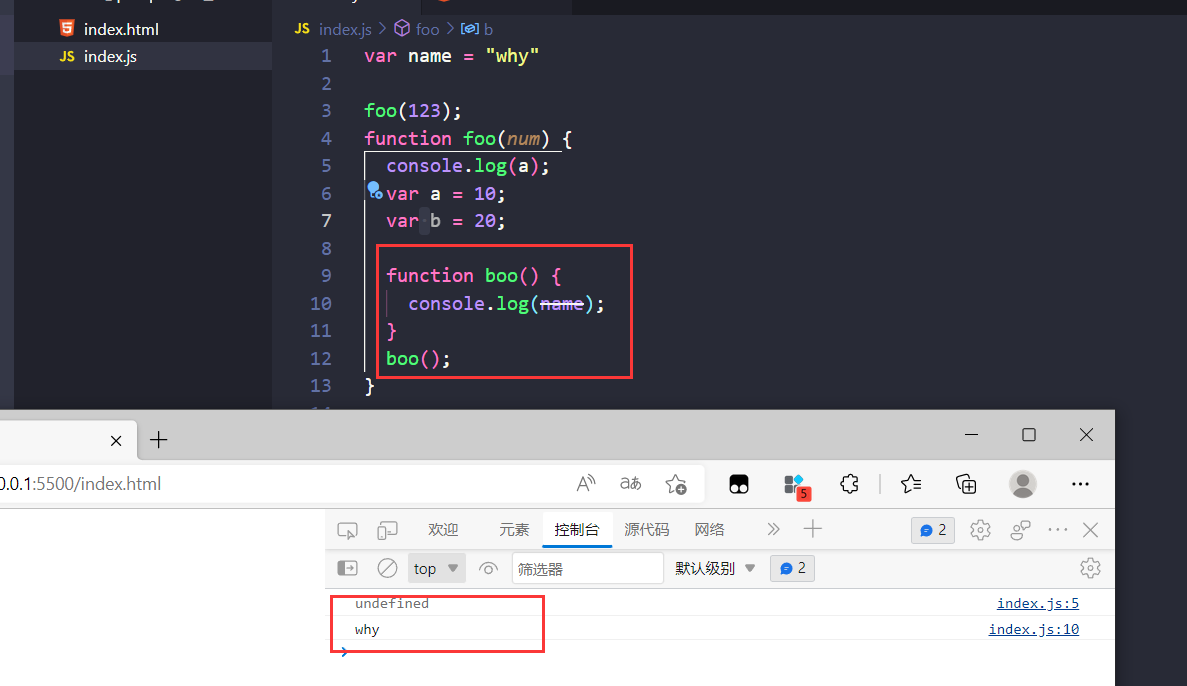 index.html
JS index.js
JS index.js > foo > b
1 var name = "why"
2
3 foo(123);
4 function foo(num) {
5 console.log(a);
6 var a = 10;
7 var b = 20;
8
9 function boo() {
10 console.log(name);
11 }
12 boo();
13 }
0.0.1:5500/index.html
5
欢迎 元素 控制台 源代码 网络 2
top 筛选器 默认级别 2
undefined index.js:5
why index.js:10